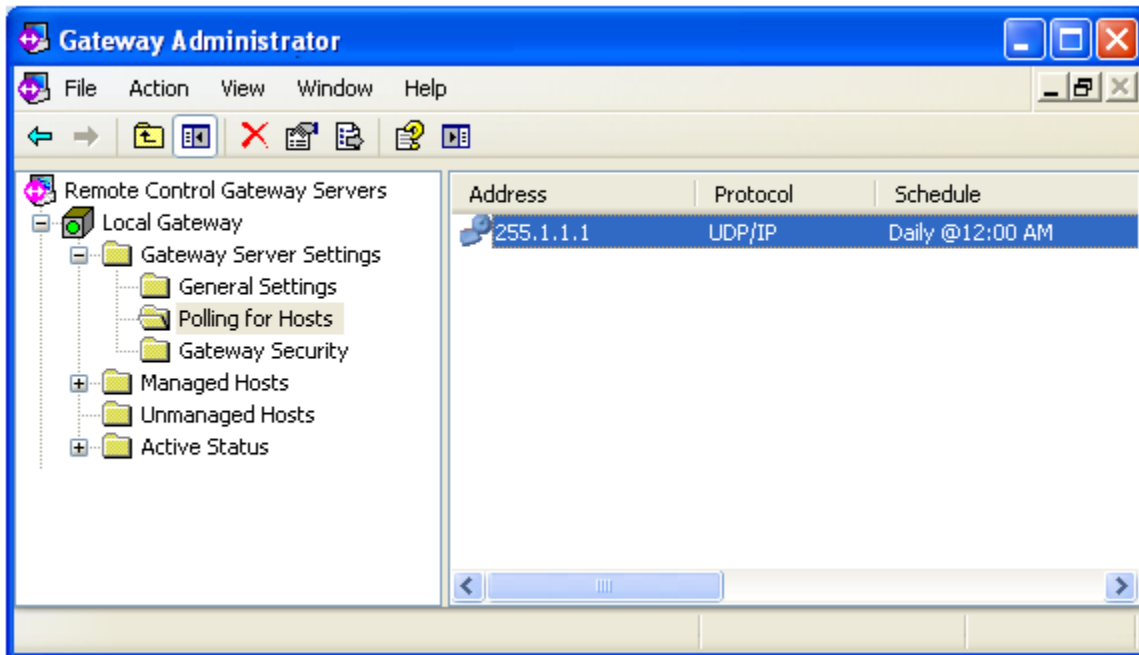 Gateway Administrator
File Action View Window Help
Remote Control Gateway Servers
Local Gateway
Gateway Server Settings
General Settings
Polling for Hosts
Gateway Security
Managed Hosts
Unmanaged Hosts
Active Status
Address Protocol Schedule
255.1.1.1 UDP/IP Daily @12:00 AM